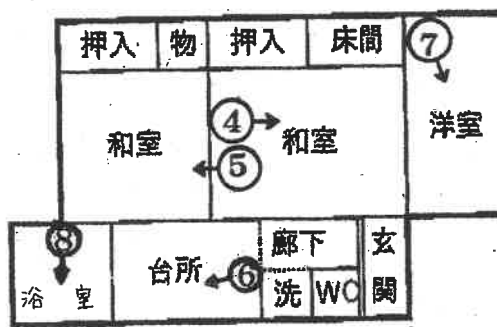 押入 物 押入 床間 ⑦
和室 ④ 和室 洋室
⑤
⑧ 廊下 玄関
浴室 台所 ⑥ 洗 WC